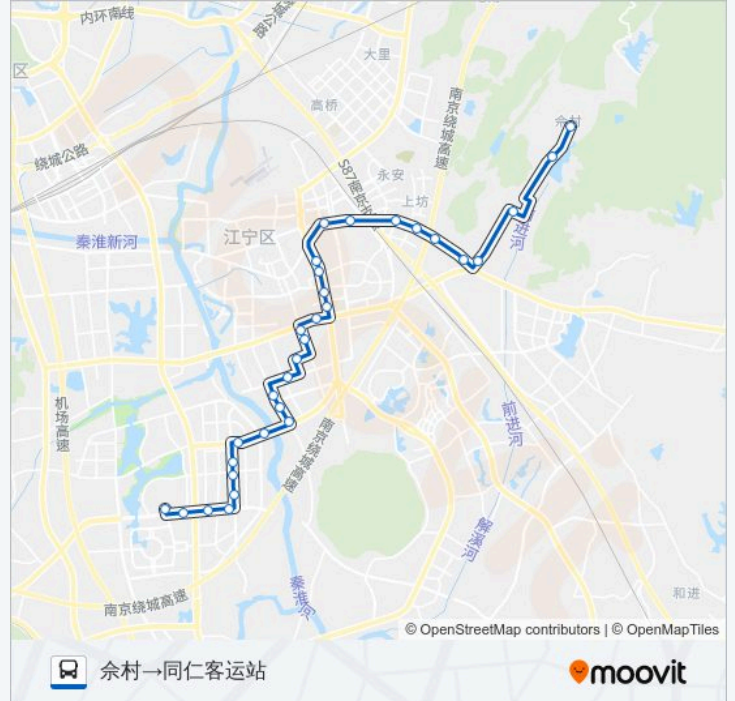 内环南线
城公路
大里
区
高桥
南京绕城高速
佘村
绕城公路
S87南京
永安
上坊
秦淮新河
江宁区
进河
机场高速
前进河
南京绕城高速
解溪河
秦淮河
南京绕城高速
和进
© OpenStreetMap contributors | © OpenMapTiles
佘村→同仁客运站
moovit